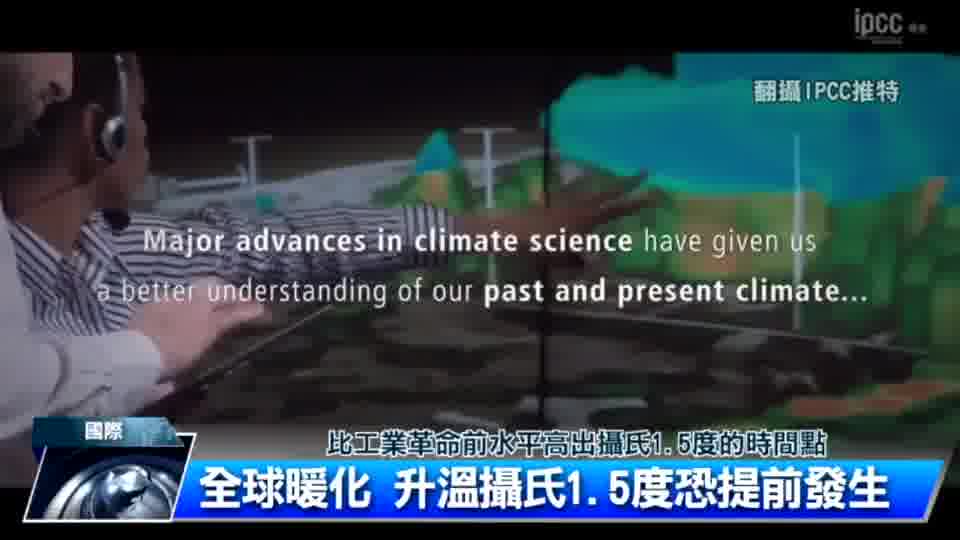 ipcc
翻攝IPCC推特
Major advances in climate science have given us
a better understanding of our past and present climate...
國際
比工業革命前水平高出攝氏1.5度的時間點
全球暖化 升溫攝氏1.5度恐提前發生